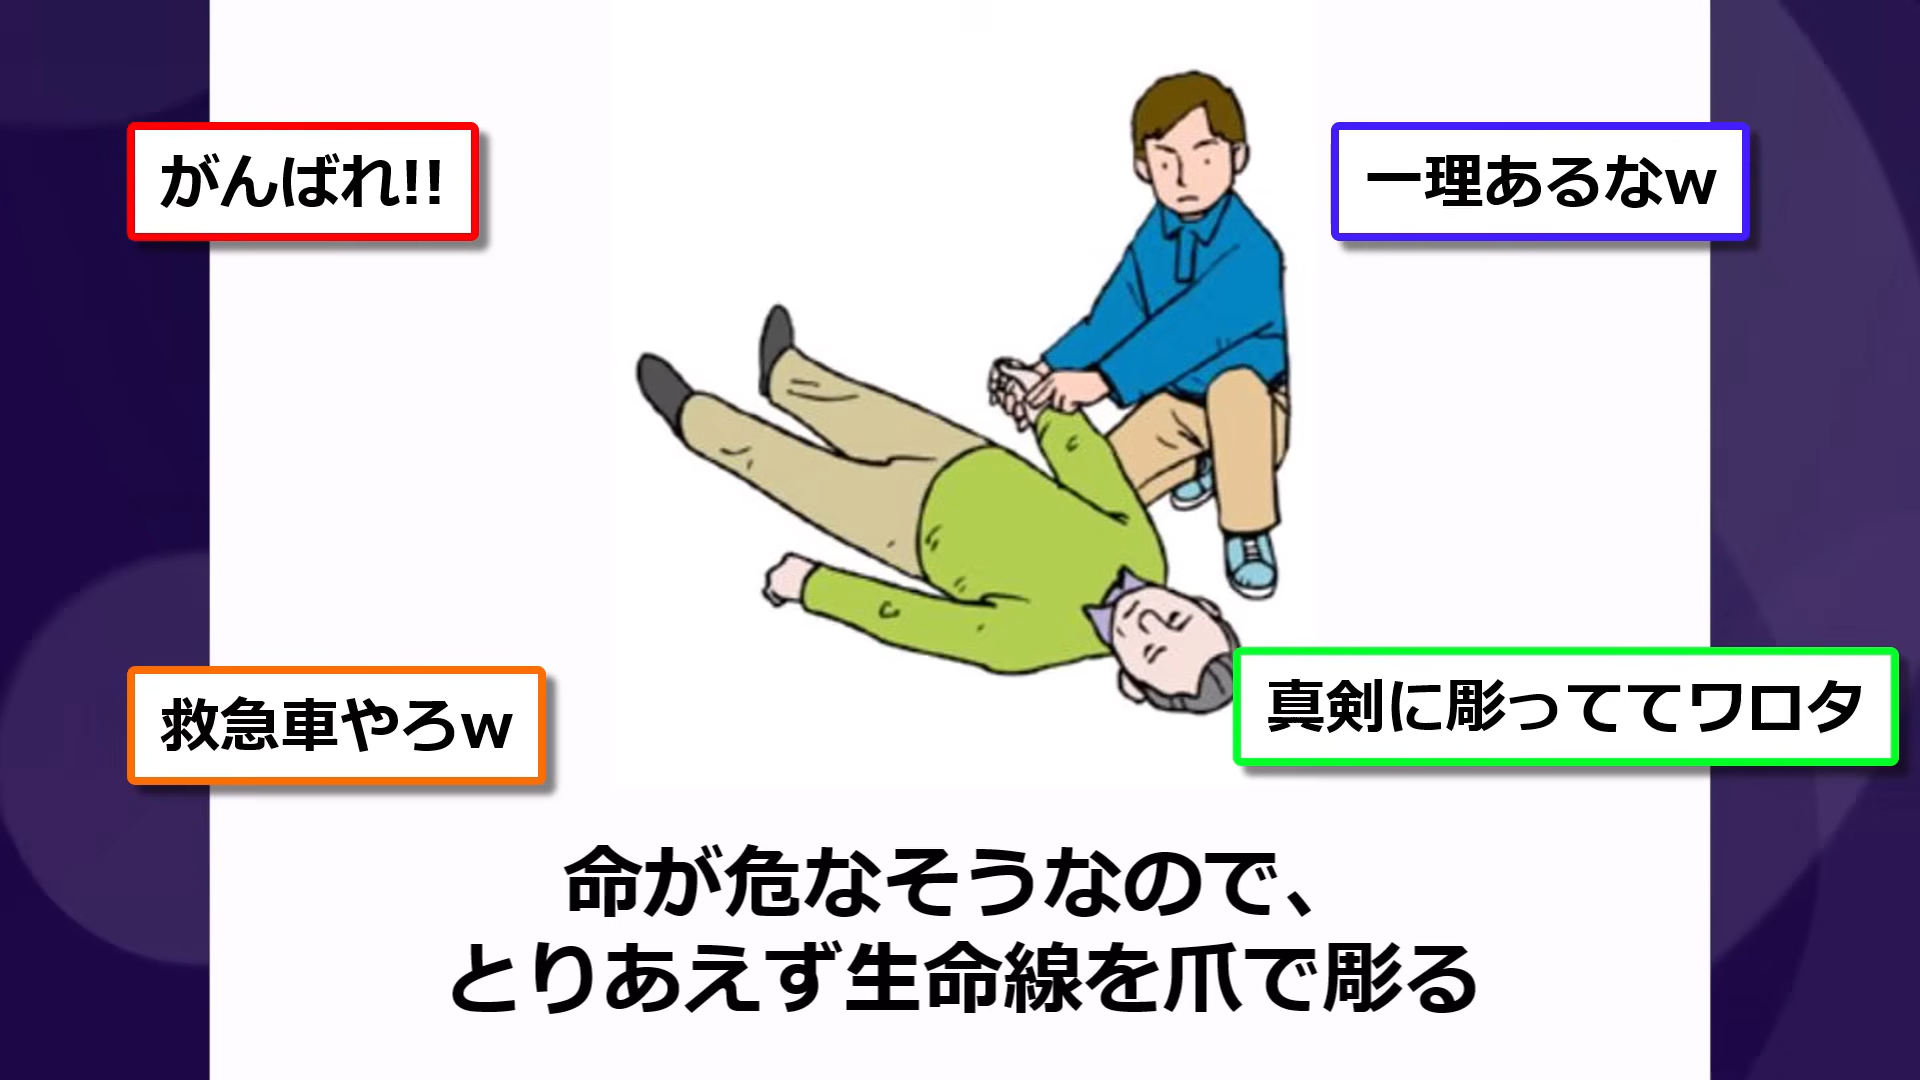 がんばれ!!
一理あるなw
救急車やろw
真剣に彫っててワロタ
命が危なそうなので、
とりあえず生命線を爪で彫る